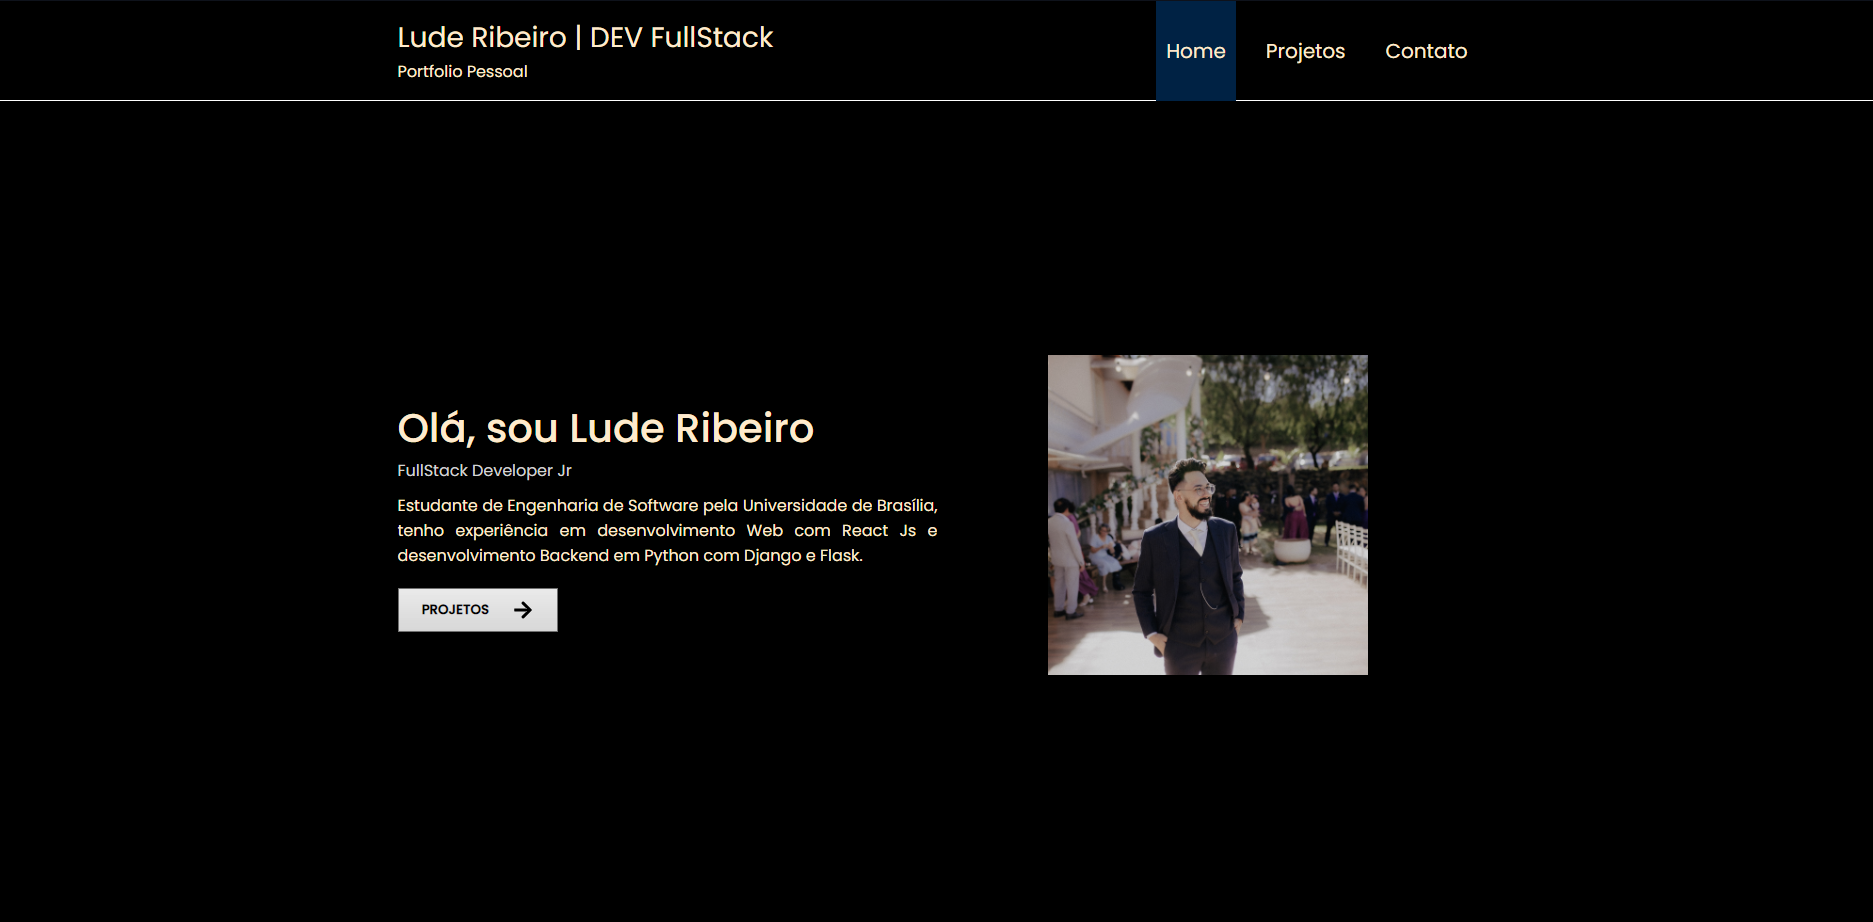 Lude Ribeiro | DEV FullStack
Portfolio Pessoal
Home
Projetos
Contato
Olá, sou Lude Ribeiro
FullStack Developer Jr
Estudante de Engenharia de Software pela Universidade de Brasília,
tenho experiência em desenvolvimento Web com React Js e
desenvolvimento Backend em Python com Django e Flask.
PROJETOS